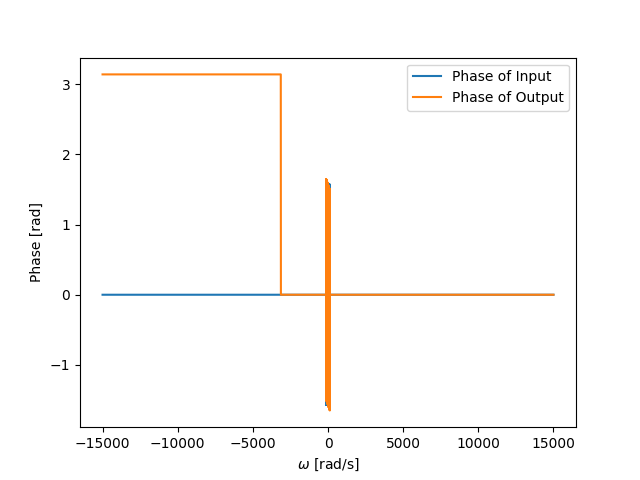 Phase of Input
Phase of Output
3
2
1
0
−1
Phase [rad]
−15000 −10000 −5000 0 5000 10000 15000
ω [rad/s]